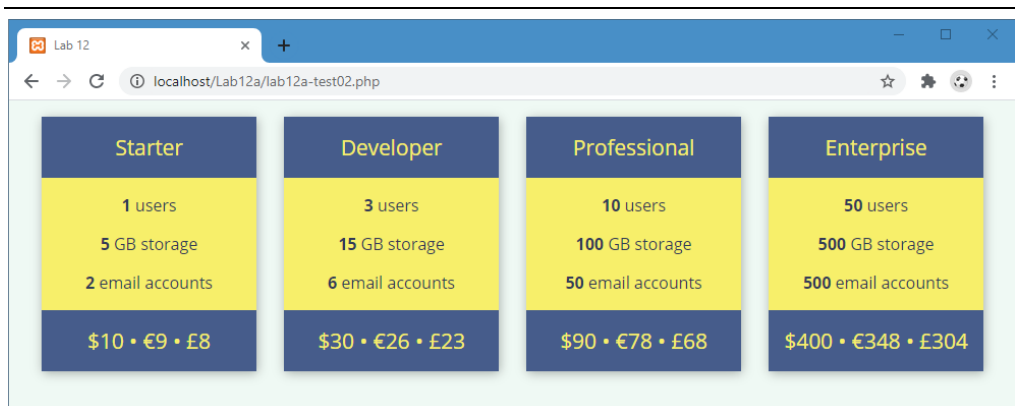 Lab 12
localhost/Lab12a/lab12a-test02.php
Starter
1 users
5 GB storage
2 email accounts
$10 • €9 • £8
Developer
3 users
15 GB storage
6 email accounts
$30 • €26 • £23
Professional
10 users
100 GB storage
50 email accounts
$90 • €78 • £68
Enterprise
50 users
500 GB storage
500 email accounts
$400 • €348 • £304